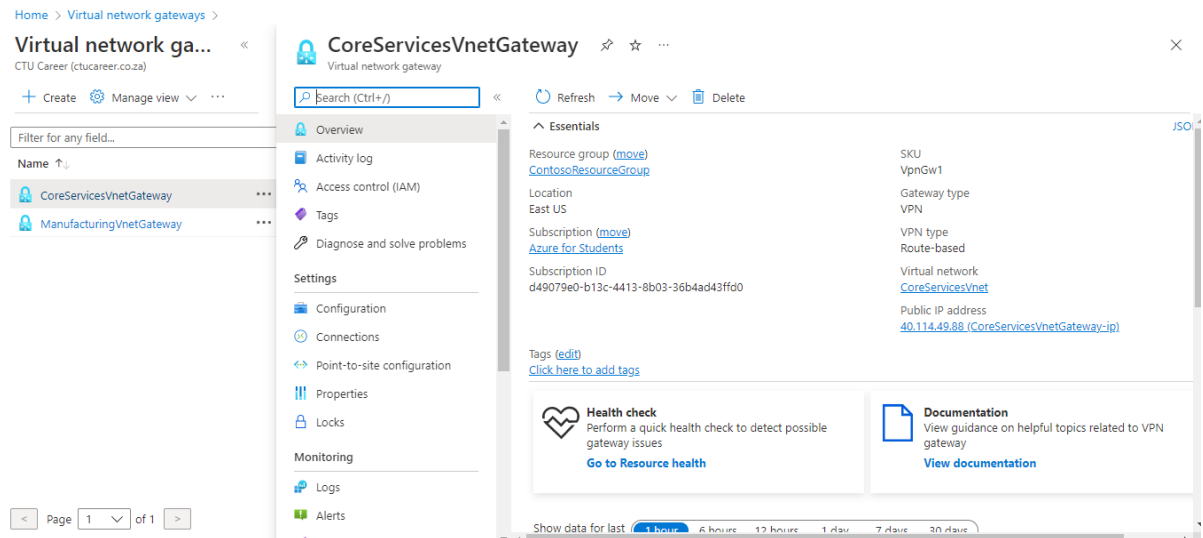 Home > Virtual network gateways >
Virtual network ga... «
CTU Career (ctucareer.co.za)
+ Create Manage view ...
Filter for any field...
Name ↑↓
CoreServicesVnetGateway ...
ManufacturingVnetGateway ...
< Page 1 of 1 >
CoreServicesVnetGateway ...
Virtual network gateway
Search (Ctrl+/) «
Overview
Activity log
Access control (IAM)
Tags
Diagnose and solve problems
Settings
Configuration
Connections
Point-to-site configuration
Properties
Locks
Monitoring
Logs
Alerts
Refresh Move Delete
Essentials
JSO
Resource group (move)
ContosoResourceGroup
Location
East US
Subscription (move)
Azure for Students
Subscription ID
d49079e0-b13c-4413-8b03-36b4ad43ffd0
SKU
VpnGw1
Gateway type
VPN
VPN type
Route-based
Virtual network
CoreServicesVnet
Public IP address
40.114.49.88 (CoreServicesVnetGateway-ip)
Tags (edit)
Click here to add tags
Health check
Perform a quick health check to detect possible
gateway issues
Go to Resource health
Documentation
View guidance on helpful topics related to VPN
gateway
View documentation
Show data for last 1 hour 6 hours 12 hours 1 day 7 days 30 days